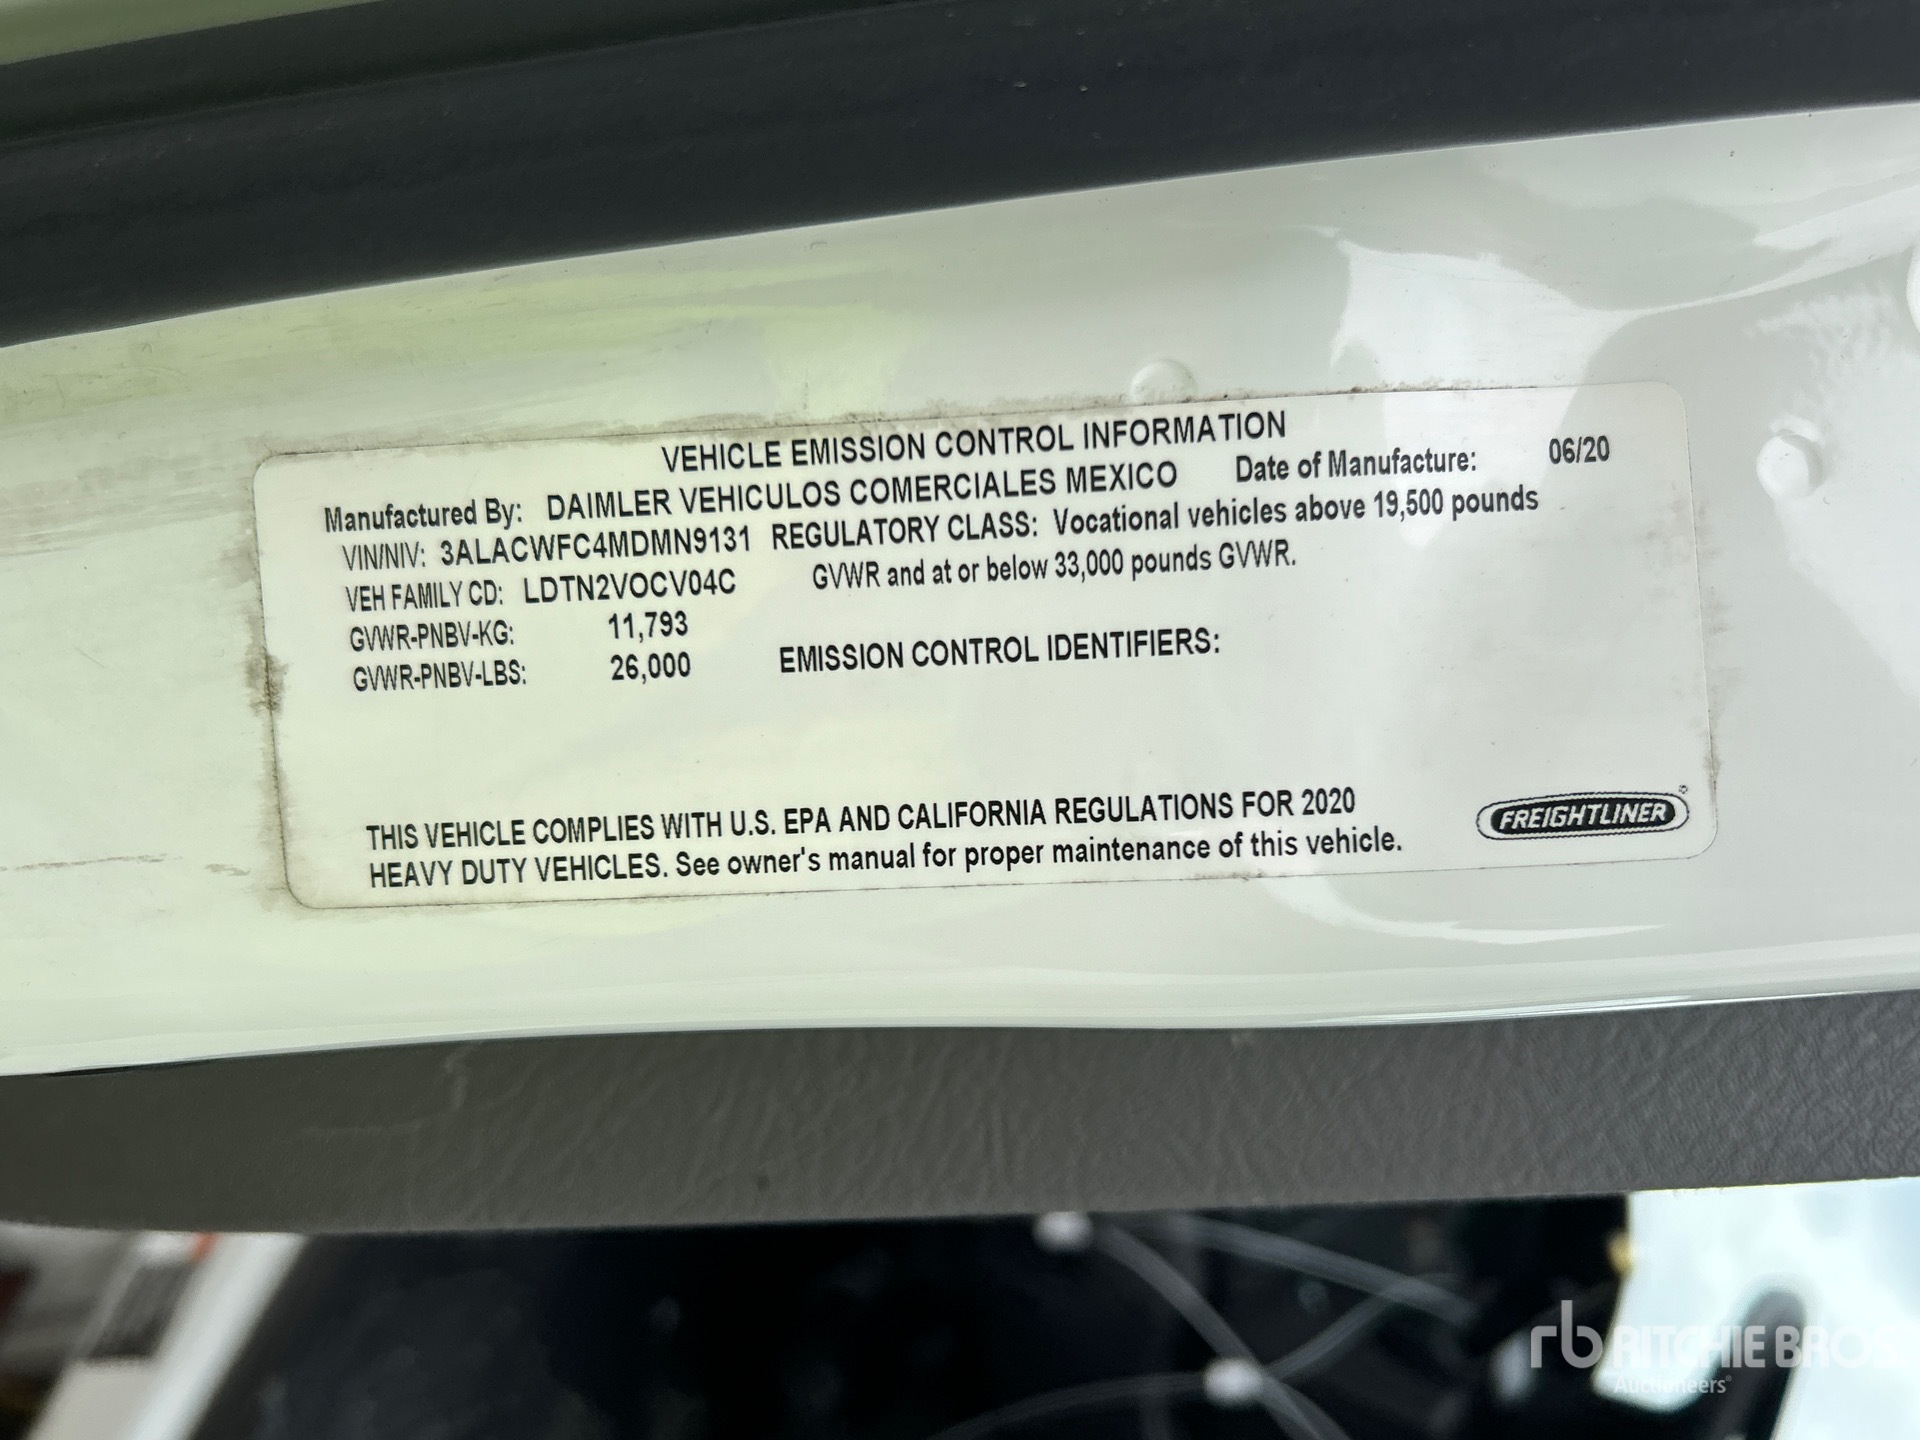 VEHICLE EMISSION CONTROL INFORMATION
Manufactured By: DAIMLER VEHICULOS COMERCIALES MEXICO Date of Manufacture: 06/20
VIN/NIV: 3ALACWFC4MDMN9131 REGULATORY CLASS: Vocational vehicles above 19,500 pounds
VEH FAMILY CD: LDTN2VOCV04C GVWR and at or below 33,000 pounds GVWR.
GVWR-PNBV-KG: 11,793
GVWR-PNBV-LBS: 26,000 EMISSION CONTROL IDENTIFIERS:
THIS VEHICLE COMPLIES WITH U.S. EPA AND CALIFORNIA REGULATIONS FOR 2020
HEAVY DUTY VEHICLES. See owner's manual for proper maintenance of this vehicle.
FREIGHTLINER®
rb RITCHIE BROS
Auctioneers®